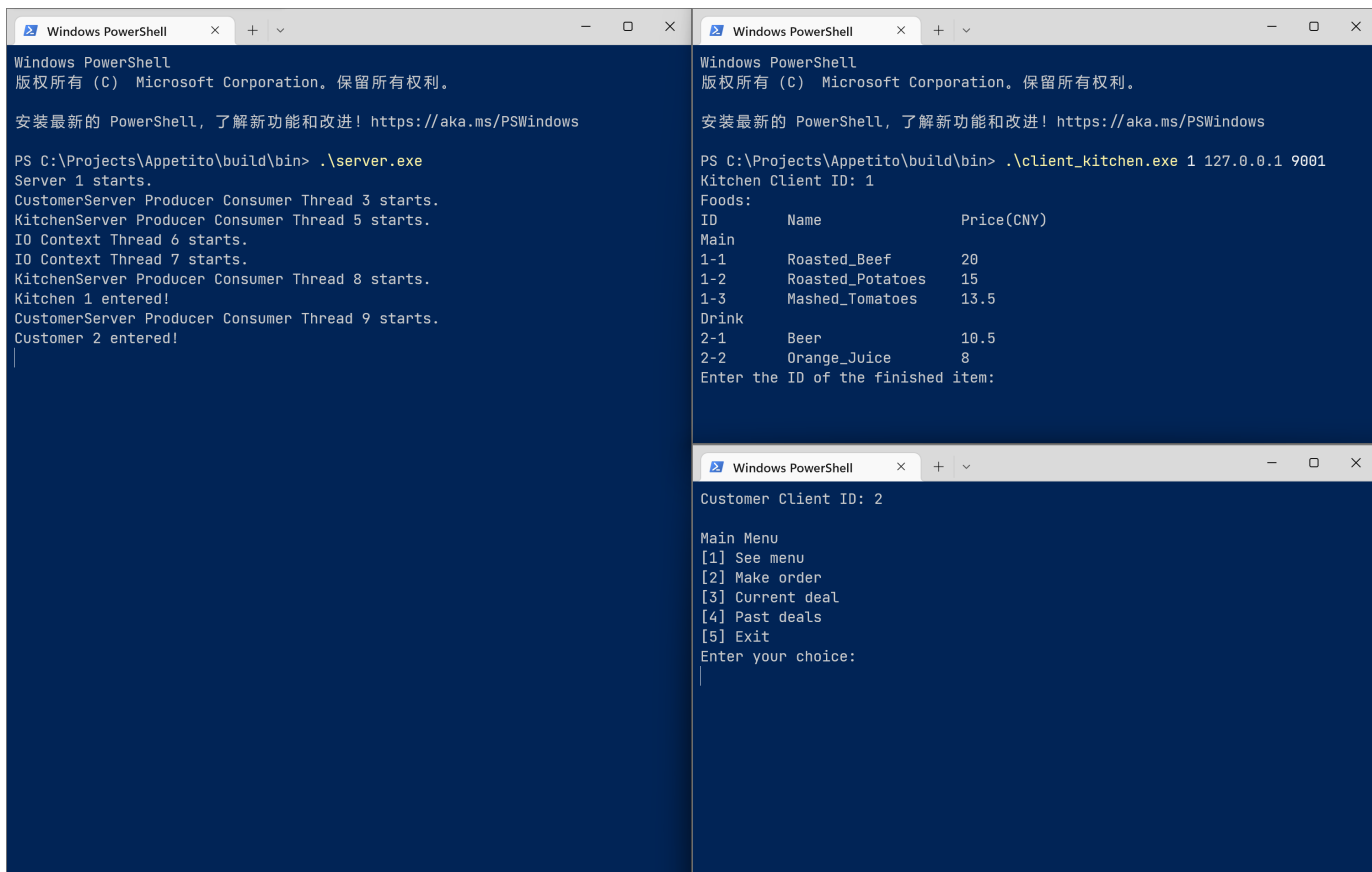 Windows PowerShell
Windows PowerShell
版权所有 (C) Microsoft Corporation。保留所有权利。
安装最新的 PowerShell，了解新功能和改进！https://aka.ms/PSWindows
PS C:\Projects\Appetito\build\bin> .\server.exe
Server 1 starts.
CustomerServer Producer Consumer Thread 3 starts.
KitchenServer Producer Consumer Thread 5 starts.
IO Context Thread 6 starts.
IO Context Thread 7 starts.
KitchenServer Producer Consumer Thread 8 starts.
Kitchen 1 entered!
CustomerServer Producer Consumer Thread 9 starts.
Customer 2 entered!
Windows PowerShell
Windows PowerShell
版权所有 (C) Microsoft Corporation。保留所有权利。
安装最新的 PowerShell，了解新功能和改进！https://aka.ms/PSWindows
PS C:\Projects\Appetito\build\bin> .\client_kitchen.exe 1 127.0.0.1 9001
Kitchen Client ID: 1
Foods:
ID Name Price(CNY)
Main
1-1 Roasted_Beef 20
1-2 Roasted_Potatoes 15
1-3 Mashed_Tomatoes 13.5
Drink
2-1 Beer 10.5
2-2 Orange_Juice 8
Enter the ID of the finished item:
Windows PowerShell
Customer Client ID: 2
Main Menu
[1] See menu
[2] Make order
[3] Current deal
[4] Past deals
[5] Exit
Enter your choice: